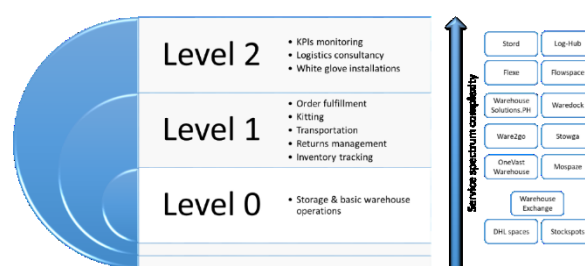 Level 2
• KPIs monitoring
• Logistics consultancy
• White glove installations
Level 1
• Order fulfillment
• Kitting
• Transportation
• Returns management
• Inventory tracking
Level 0
• Storage & basic warehouse
operations
Service spectrum complexity
Stord
Log-Hub
Flexe
Flowspace
Warehouse
Solutions.PH
Waredock
Ware2go
Stowga
OneVast
Warehouse
Mospaze
Warehouse
Exchange
DHL spaces
Stockspots